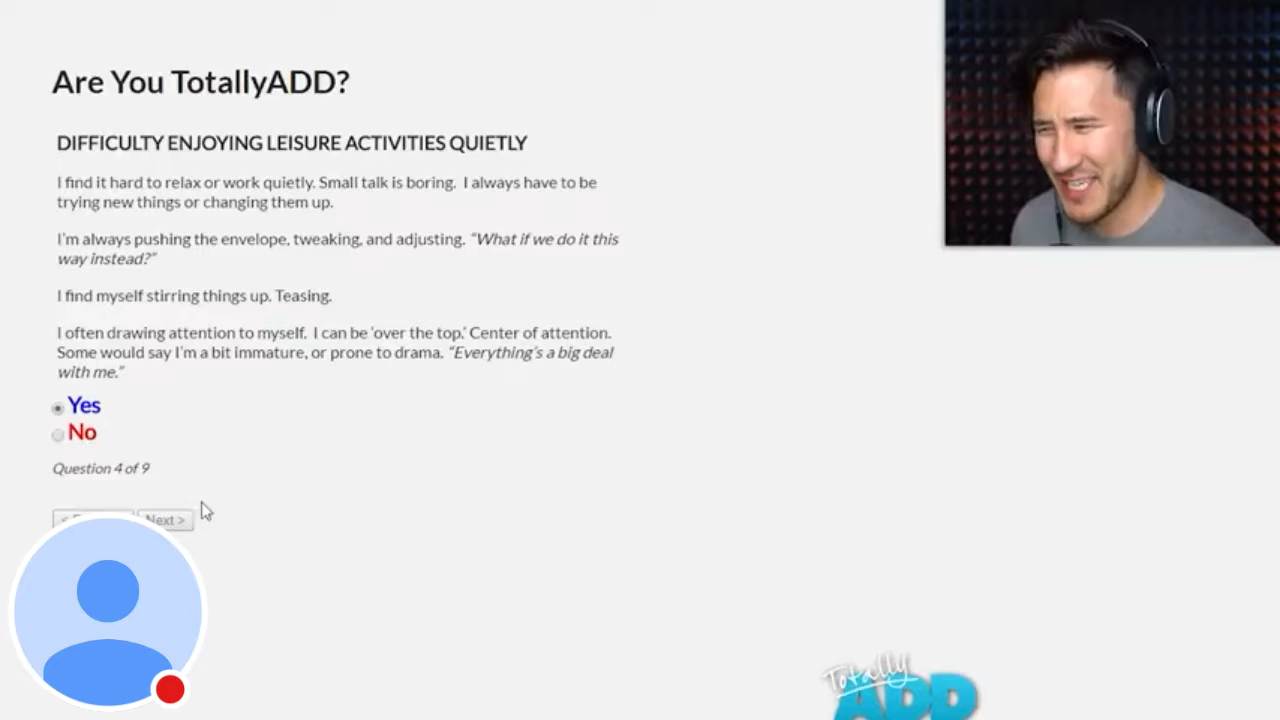 Are You TotallyADD?
DIFFICULTY ENJOYING LEISURE ACTIVITIES QUIETLY
I find it hard to relax or work quietly. Small talk is boring. I always have to be
trying new things or changing them up.
I'm always pushing the envelope, tweaking, and adjusting. "What if we do it this
way instead?"
I find myself stirring things up. Teasing.
I often drawing attention to myself. I can be 'over the top.' Center of attention.
Some would say I'm a bit immature, or prone to drama. "Everything's a big deal
with me."
Yes
No
Question 4 of 9
Next >
Totally
ADD